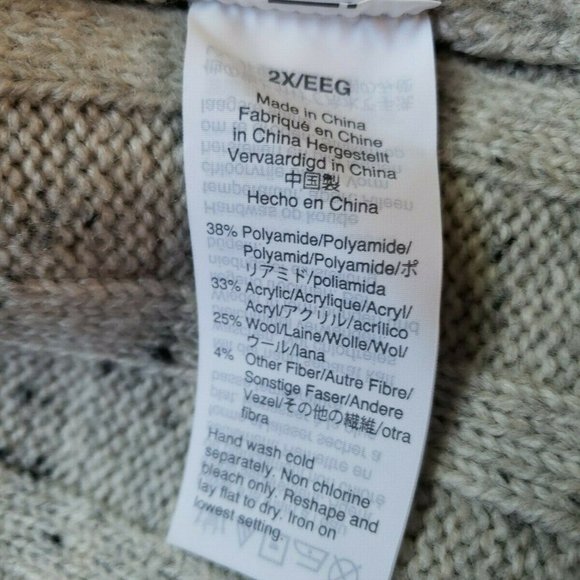 2X/EEG
Made in China
Fabriqué en Chine
in China Hergestellt
Vervaardigd in China
中国製
Hecho en China
38% Polyamide/Polyamide/
Polyamid/Polyamide/ポ
リアミド/poliamida
33% Acrylic/Acrylique/Acryl/
Acryl/アクリル/acrílico
25% Wool/Laine/Wolle/Wol/
ウール/lana
4% Other Fiber/Autre Fibre/
Sonstige Faser/Andere
Vezel/その他の繊維/otra
fibra
Hand wash cold
separately. Non chlorine
bleach only. Reshape and
lay flat to dry. Iron on
lowest setting.